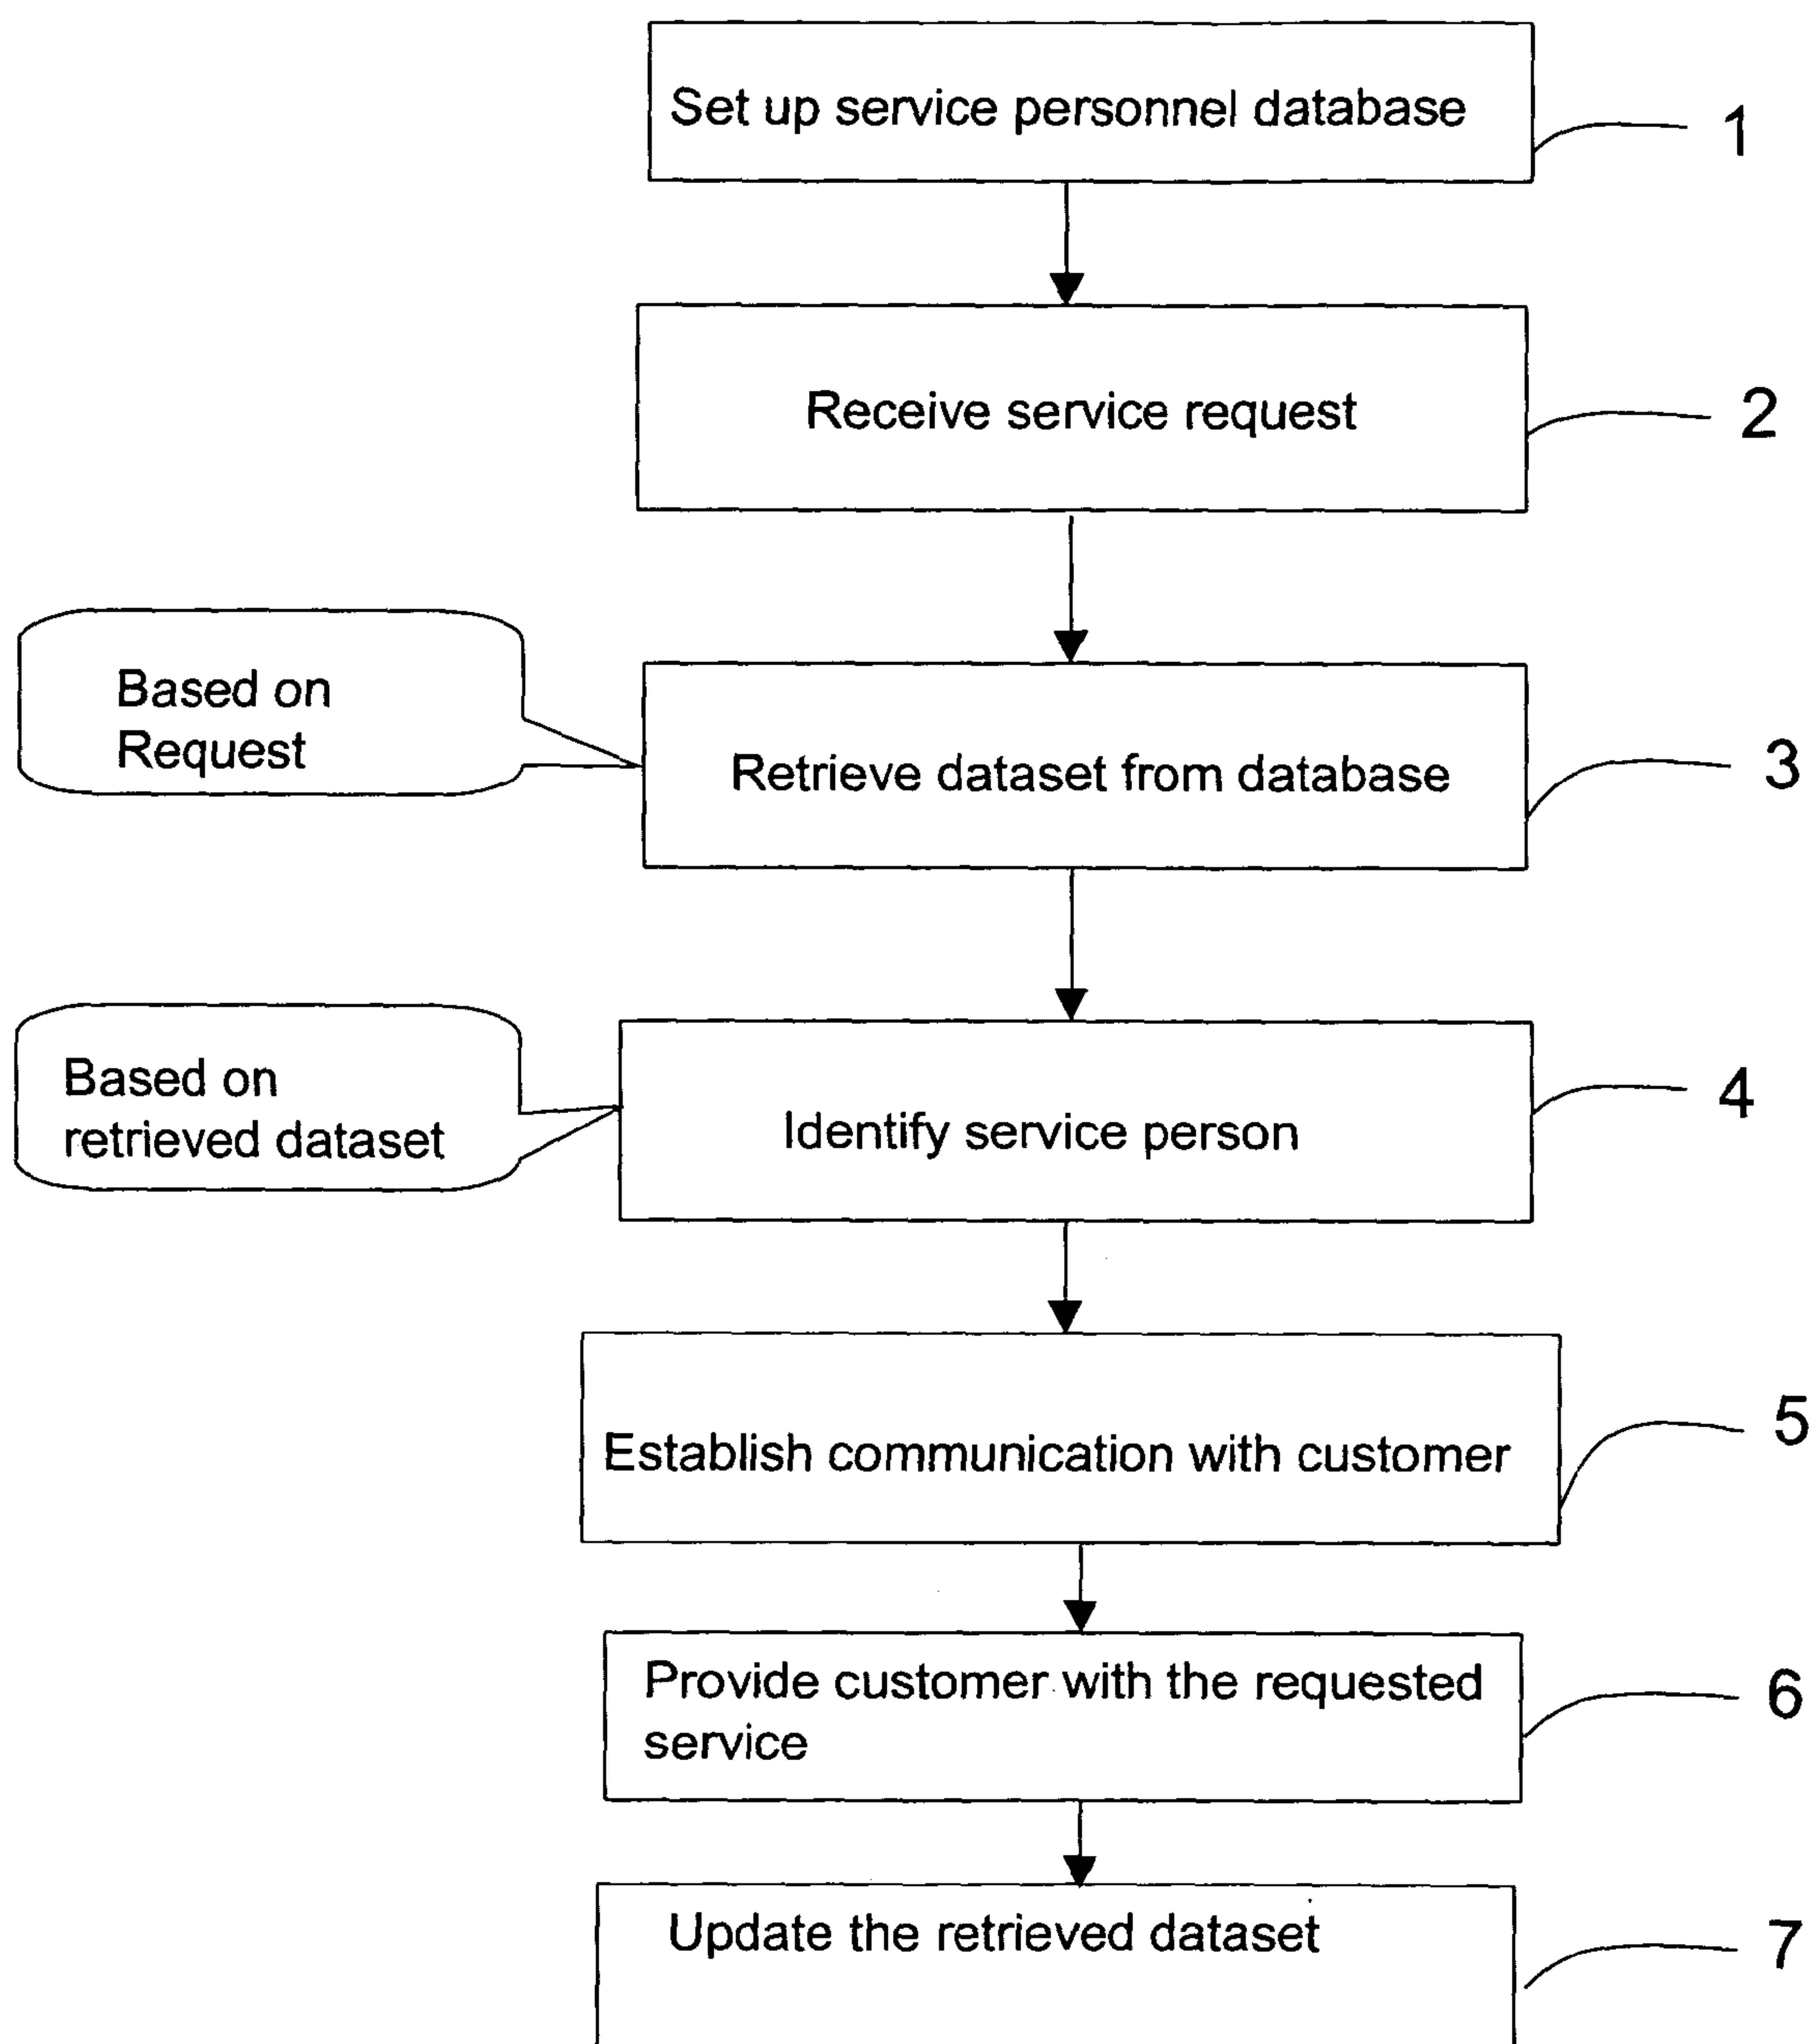 Set up service personnel database
1
Receive service request
2
Based on
Request
Retrieve dataset from database
3
Based on
retrieved dataset
Identify service person
4
Establish communication with customer
5
Provide customer with the requested
service
6
Update the retrieved dataset
7